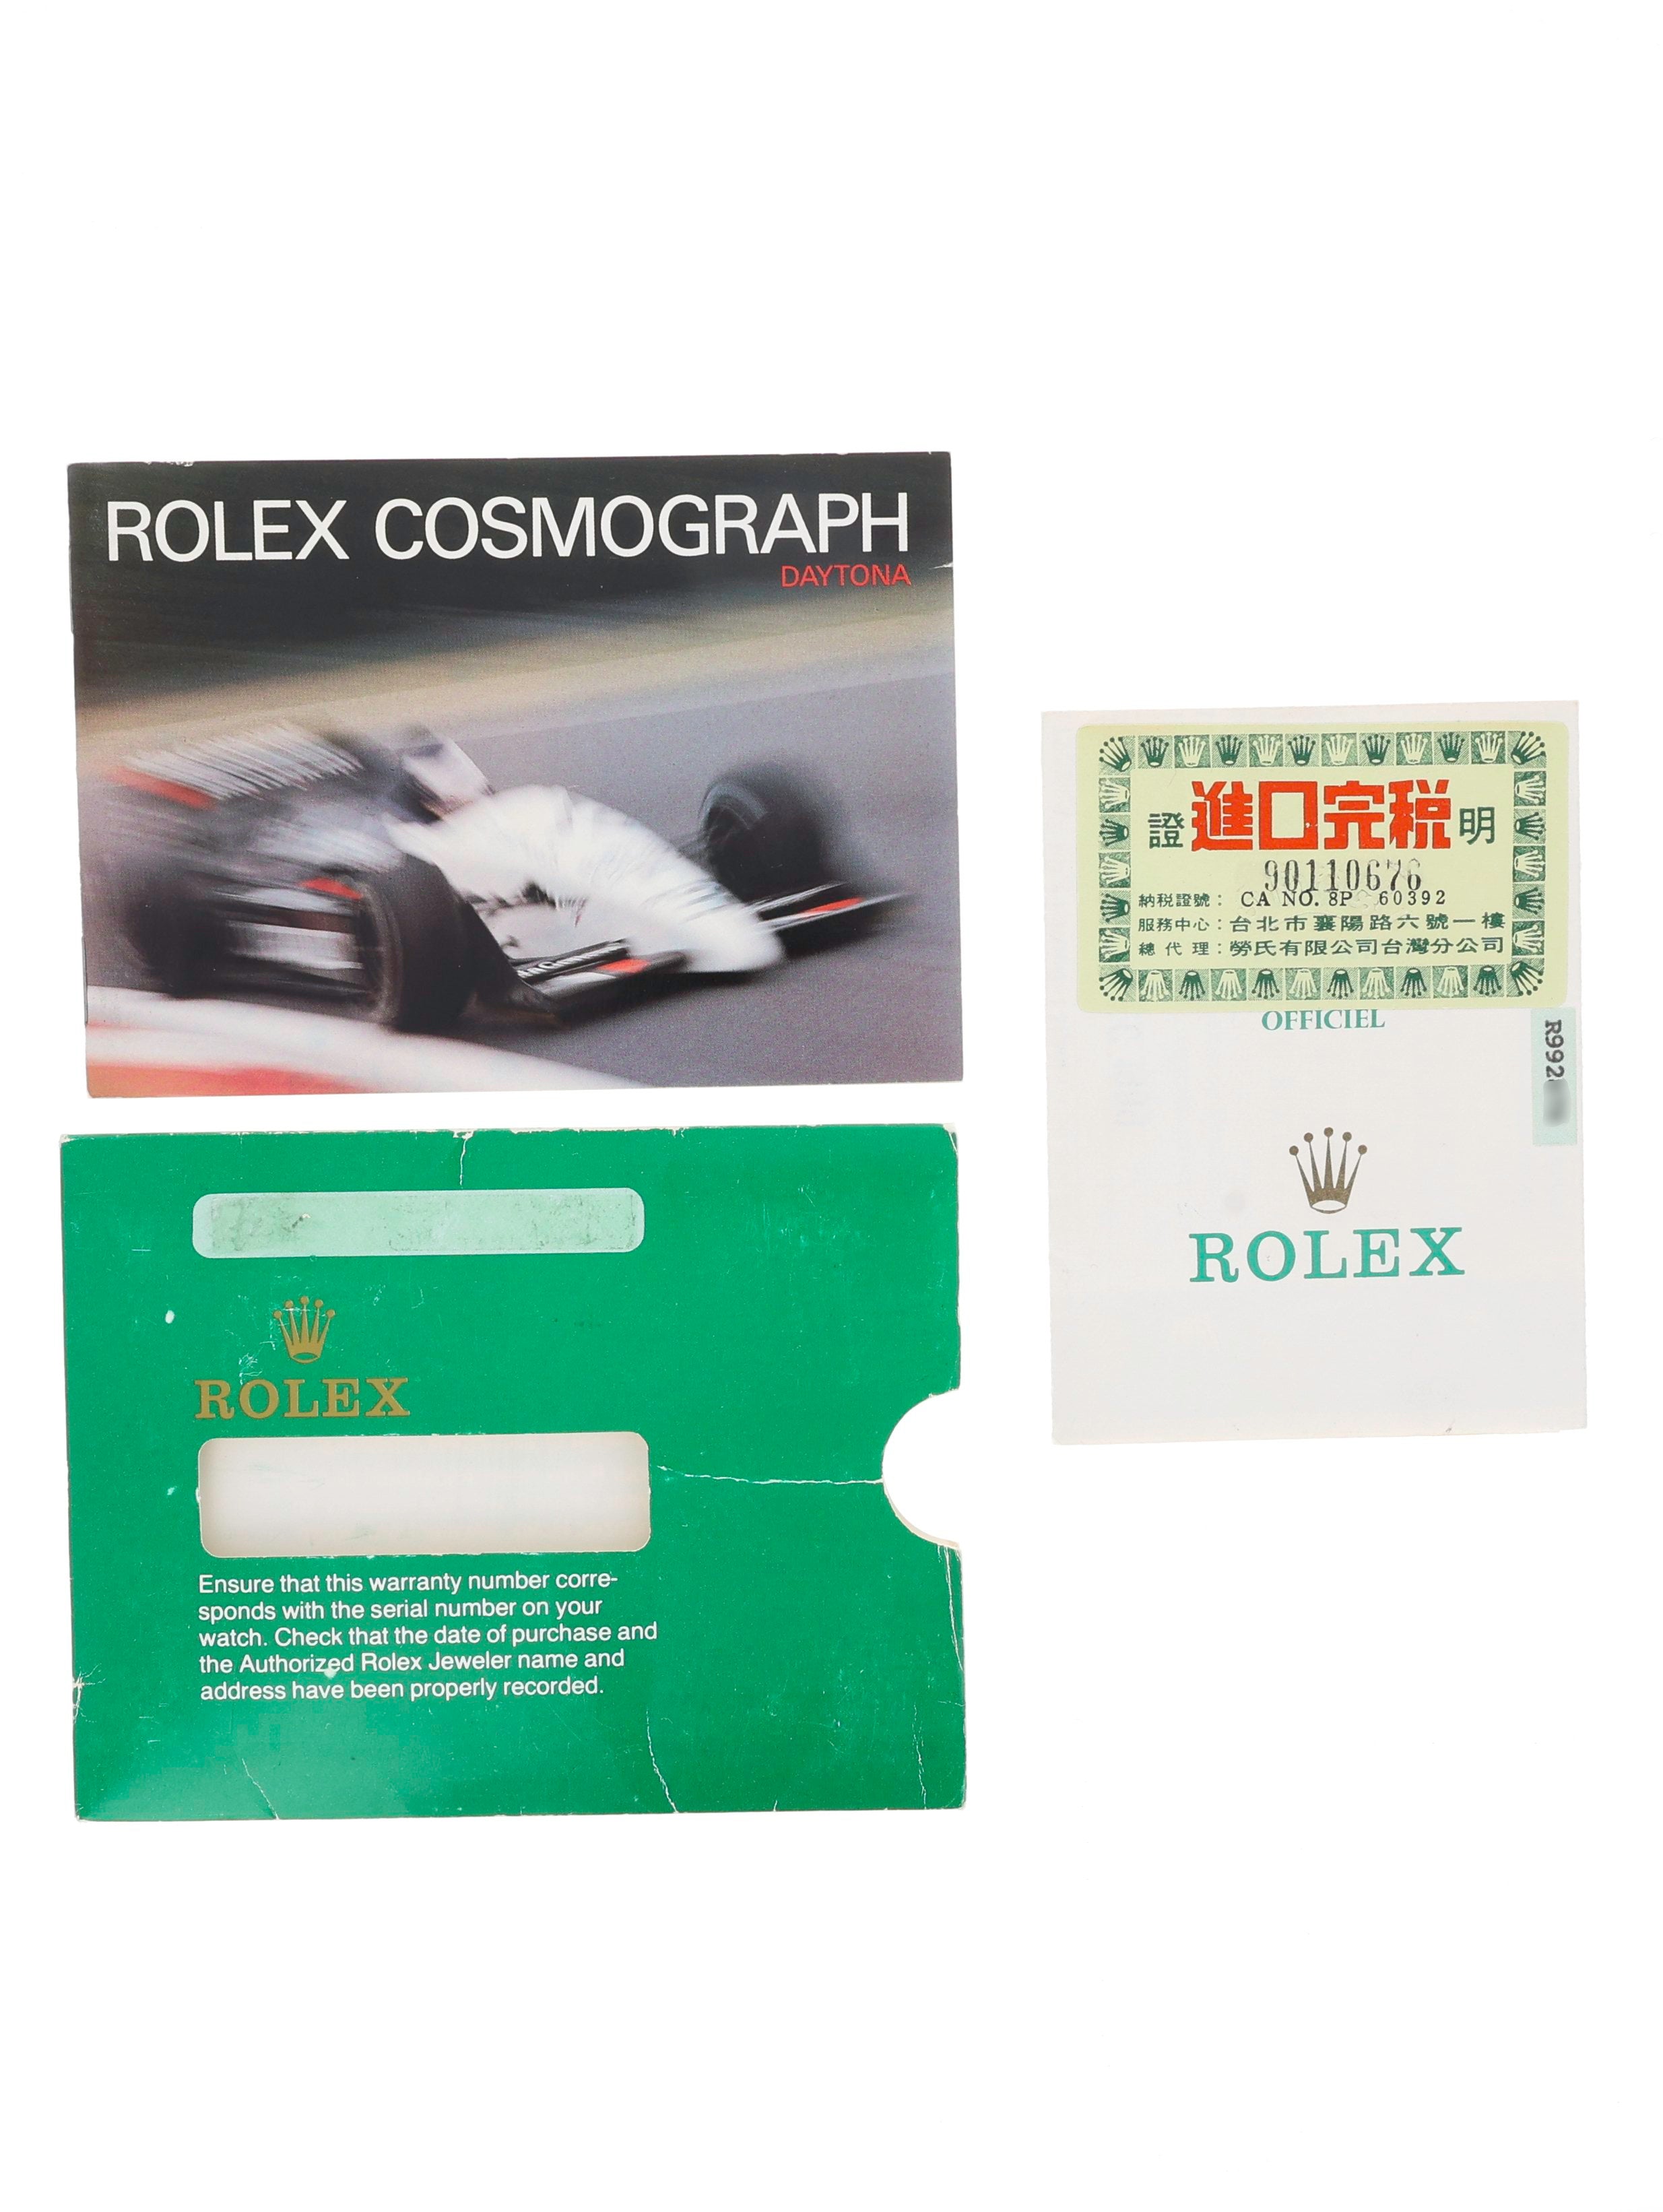 ROLEX COSMOGRAPH
DAYTONA
ROLEX
Ensure that this warranty number corre-
sponds with the serial number on your
watch. Check that the date of purchase and
the Authorized Rolex Jeweler name and
address have been properly recorded.
證進口完税明
90110676
納税證號: CA NO. 8P 60392
服務中心:台北市襄陽路六號一樓
總代理:勞氏有限公司台灣分公司
OFFICIEL
R992
ROLEX